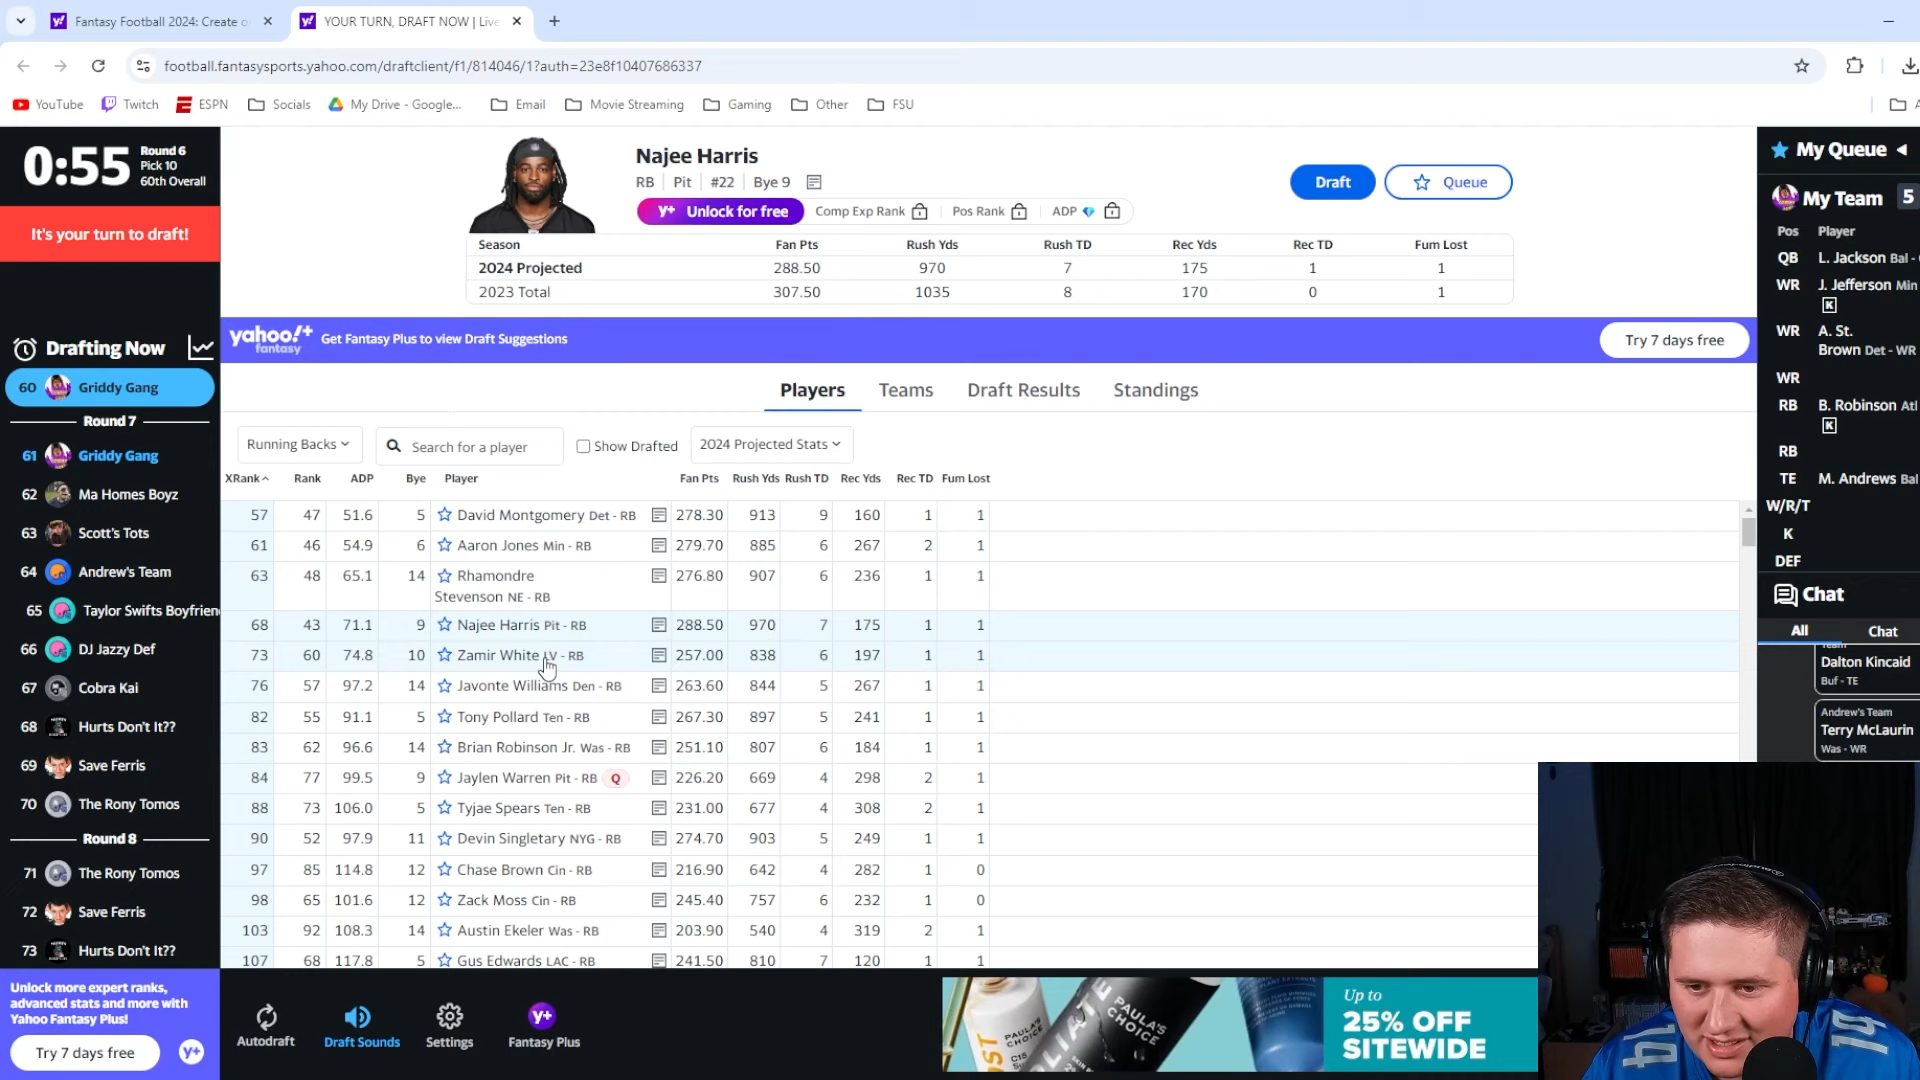 Fantasy Football 2024: Create o
YOUR TURN, DRAFT NOW | Live
football.fantasysports.yahoo.com/draftclient/f1/814046/1?auth=23e8f10407686337
YouTube Twitch ESPN Socials My Drive - Google... Email Movie Streaming Gaming Other FSU
0:55
Round 6
Pick 10
60th Overall
It's your turn to draft!
Drafting Now
60 Griddy Gang
Round 7
61 Griddy Gang
62 Ma Homes Boyz
63 Scott's Tots
64 Andrew's Team
65 Taylor Swifts Boyfrien
66 DJ Jazzy Def
67 Cobra Kai
68 Hurts Don't It??
69 Save Ferris
70 The Rony Tomos
Round 8
71 The Rony Tomos
72 Save Ferris
73 Hurts Don't It??
Unlock more expert ranks,
advanced stats and more with
Yahoo Fantasy Plus!
Try 7 days free y+
Najee Harris
RB | Pit | #22 | Bye 9
y+ Unlock for free Comp Exp Rank Pos Rank ADP
Draft
Queue
Season Fan Pts Rush Yds Rush TD Rec Yds Rec TD Fum Lost
2024 Projected 288.50 970 7 175 1 1
2023 Total 307.50 1035 8 170 0 1
yahoo!+
fantasy
Get Fantasy Plus to view Draft Suggestions
Try 7 days free
Players Teams Draft Results Standings
Running Backs Search for a player Show Drafted 2024 Projected Stats
XRank Rank ADP Bye Player Fan Pts Rush Yds Rush TD Rec Yds Rec TD Fum Lost
57 47 51.6 5 David Montgomery Det - RB 278.30 913 9 160 1 1
61 46 54.9 6 Aaron Jones Min - RB 279.70 885 6 267 2 1
63 48 65.1 14 Rhamondre 276.80 907 6 236 1 1
Stevenson NE - RB
68 43 71.1 9 Najee Harris Pit - RB 288.50 970 7 175 1 1
73 60 74.8 10 Zamir White LV - RB 257.00 838 6 197 1 1
76 57 97.2 14 Javonte Williams Den - RB 263.60 844 5 267 1 1
82 55 91.1 5 Tony Pollard Ten - RB 267.30 897 5 241 1 1
83 62 96.6 14 Brian Robinson Jr. Was - RB 251.10 807 6 184 1 1
84 77 99.5 9 Jaylen Warren Pit - RB Q 226.20 669 4 298 2 1
88 73 106.0 5 Tyjae Spears Ten - RB 231.00 677 4 308 2 1
90 52 97.9 11 Devin Singletary NYG - RB 274.70 903 5 249 1 1
97 85 114.8 12 Chase Brown Cin - RB 216.90 642 4 282 1 0
98 65 101.6 12 Zack Moss Cin - RB 245.40 757 6 232 1 0
103 92 108.3 14 Austin Ekeler Was - RB 203.90 540 4 319 2 1
107 68 117.8 5 Gus Edwards LAC - RB 241.50 810 7 120 1 1
Autodraft Draft Sounds Settings Fantasy Plus
PAULA'S
CHOICE
Up to
25% OFF
SITEWIDE
My Queue
My Team 5
Pos Player
QB L. Jackson Bal -
WR J. Jefferson Min
K
WR A. St.
Brown Det - WR
WR
RB B. Robinson Atl
K
RB
TE M. Andrews Bal
W/R/T
K
DEF
Chat
All Chat
Dalton Kincaid
Buf - TE
Andrew's Team
Terry McLaurin
Was - WR
14